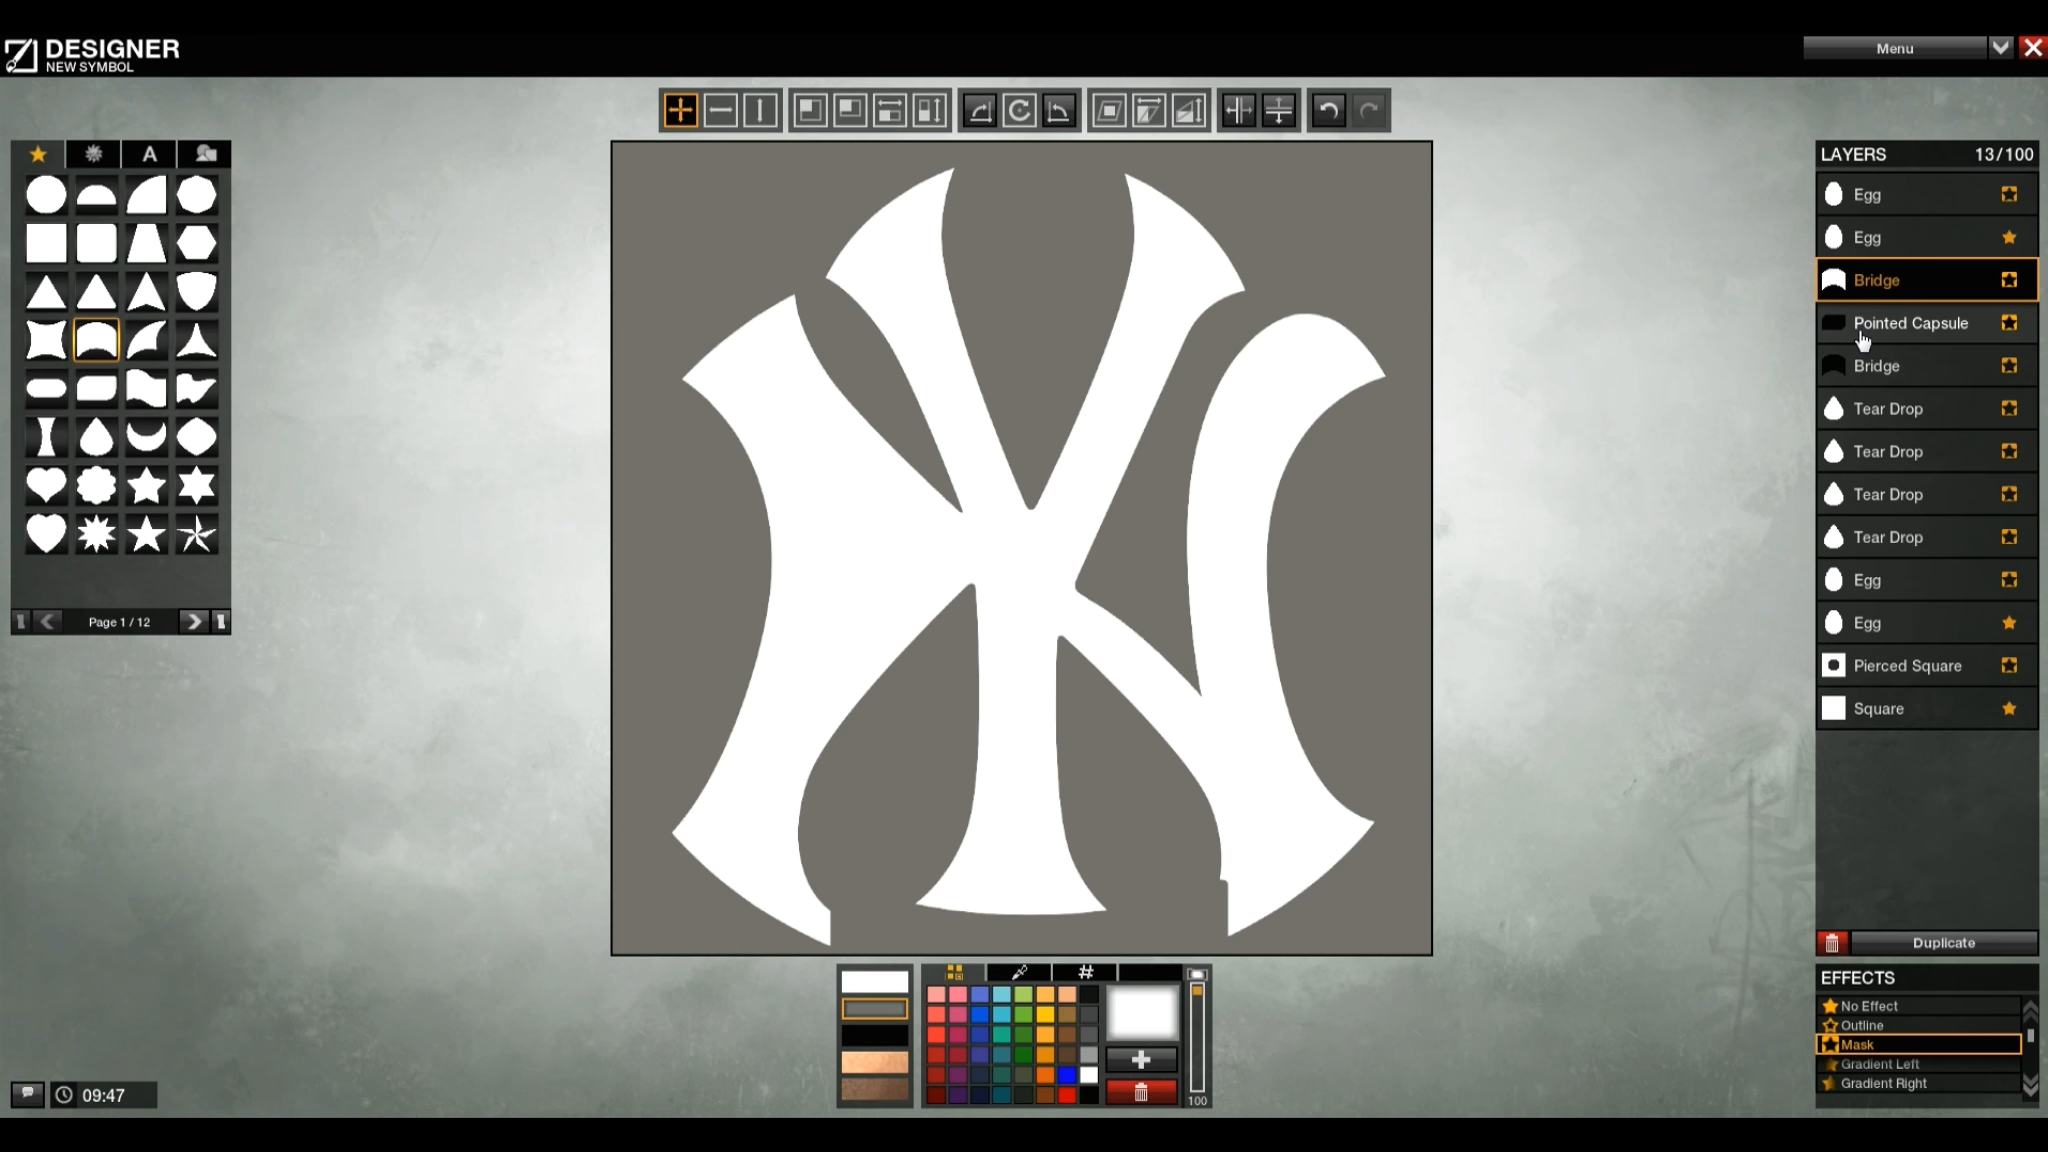 DESIGNER
NEW SYMBOL
Menu
A
LAYERS 13/100
Egg
Egg
Bridge
Pointed Capsule
Bridge
Tear Drop
Tear Drop
Tear Drop
Tear Drop
Egg
Egg
Pierced Square
Square
Page 1 / 12
NY
Duplicate
EFFECTS
No Effect
Outline
Mask
Gradient Left
Gradient Right
#
100
09:47